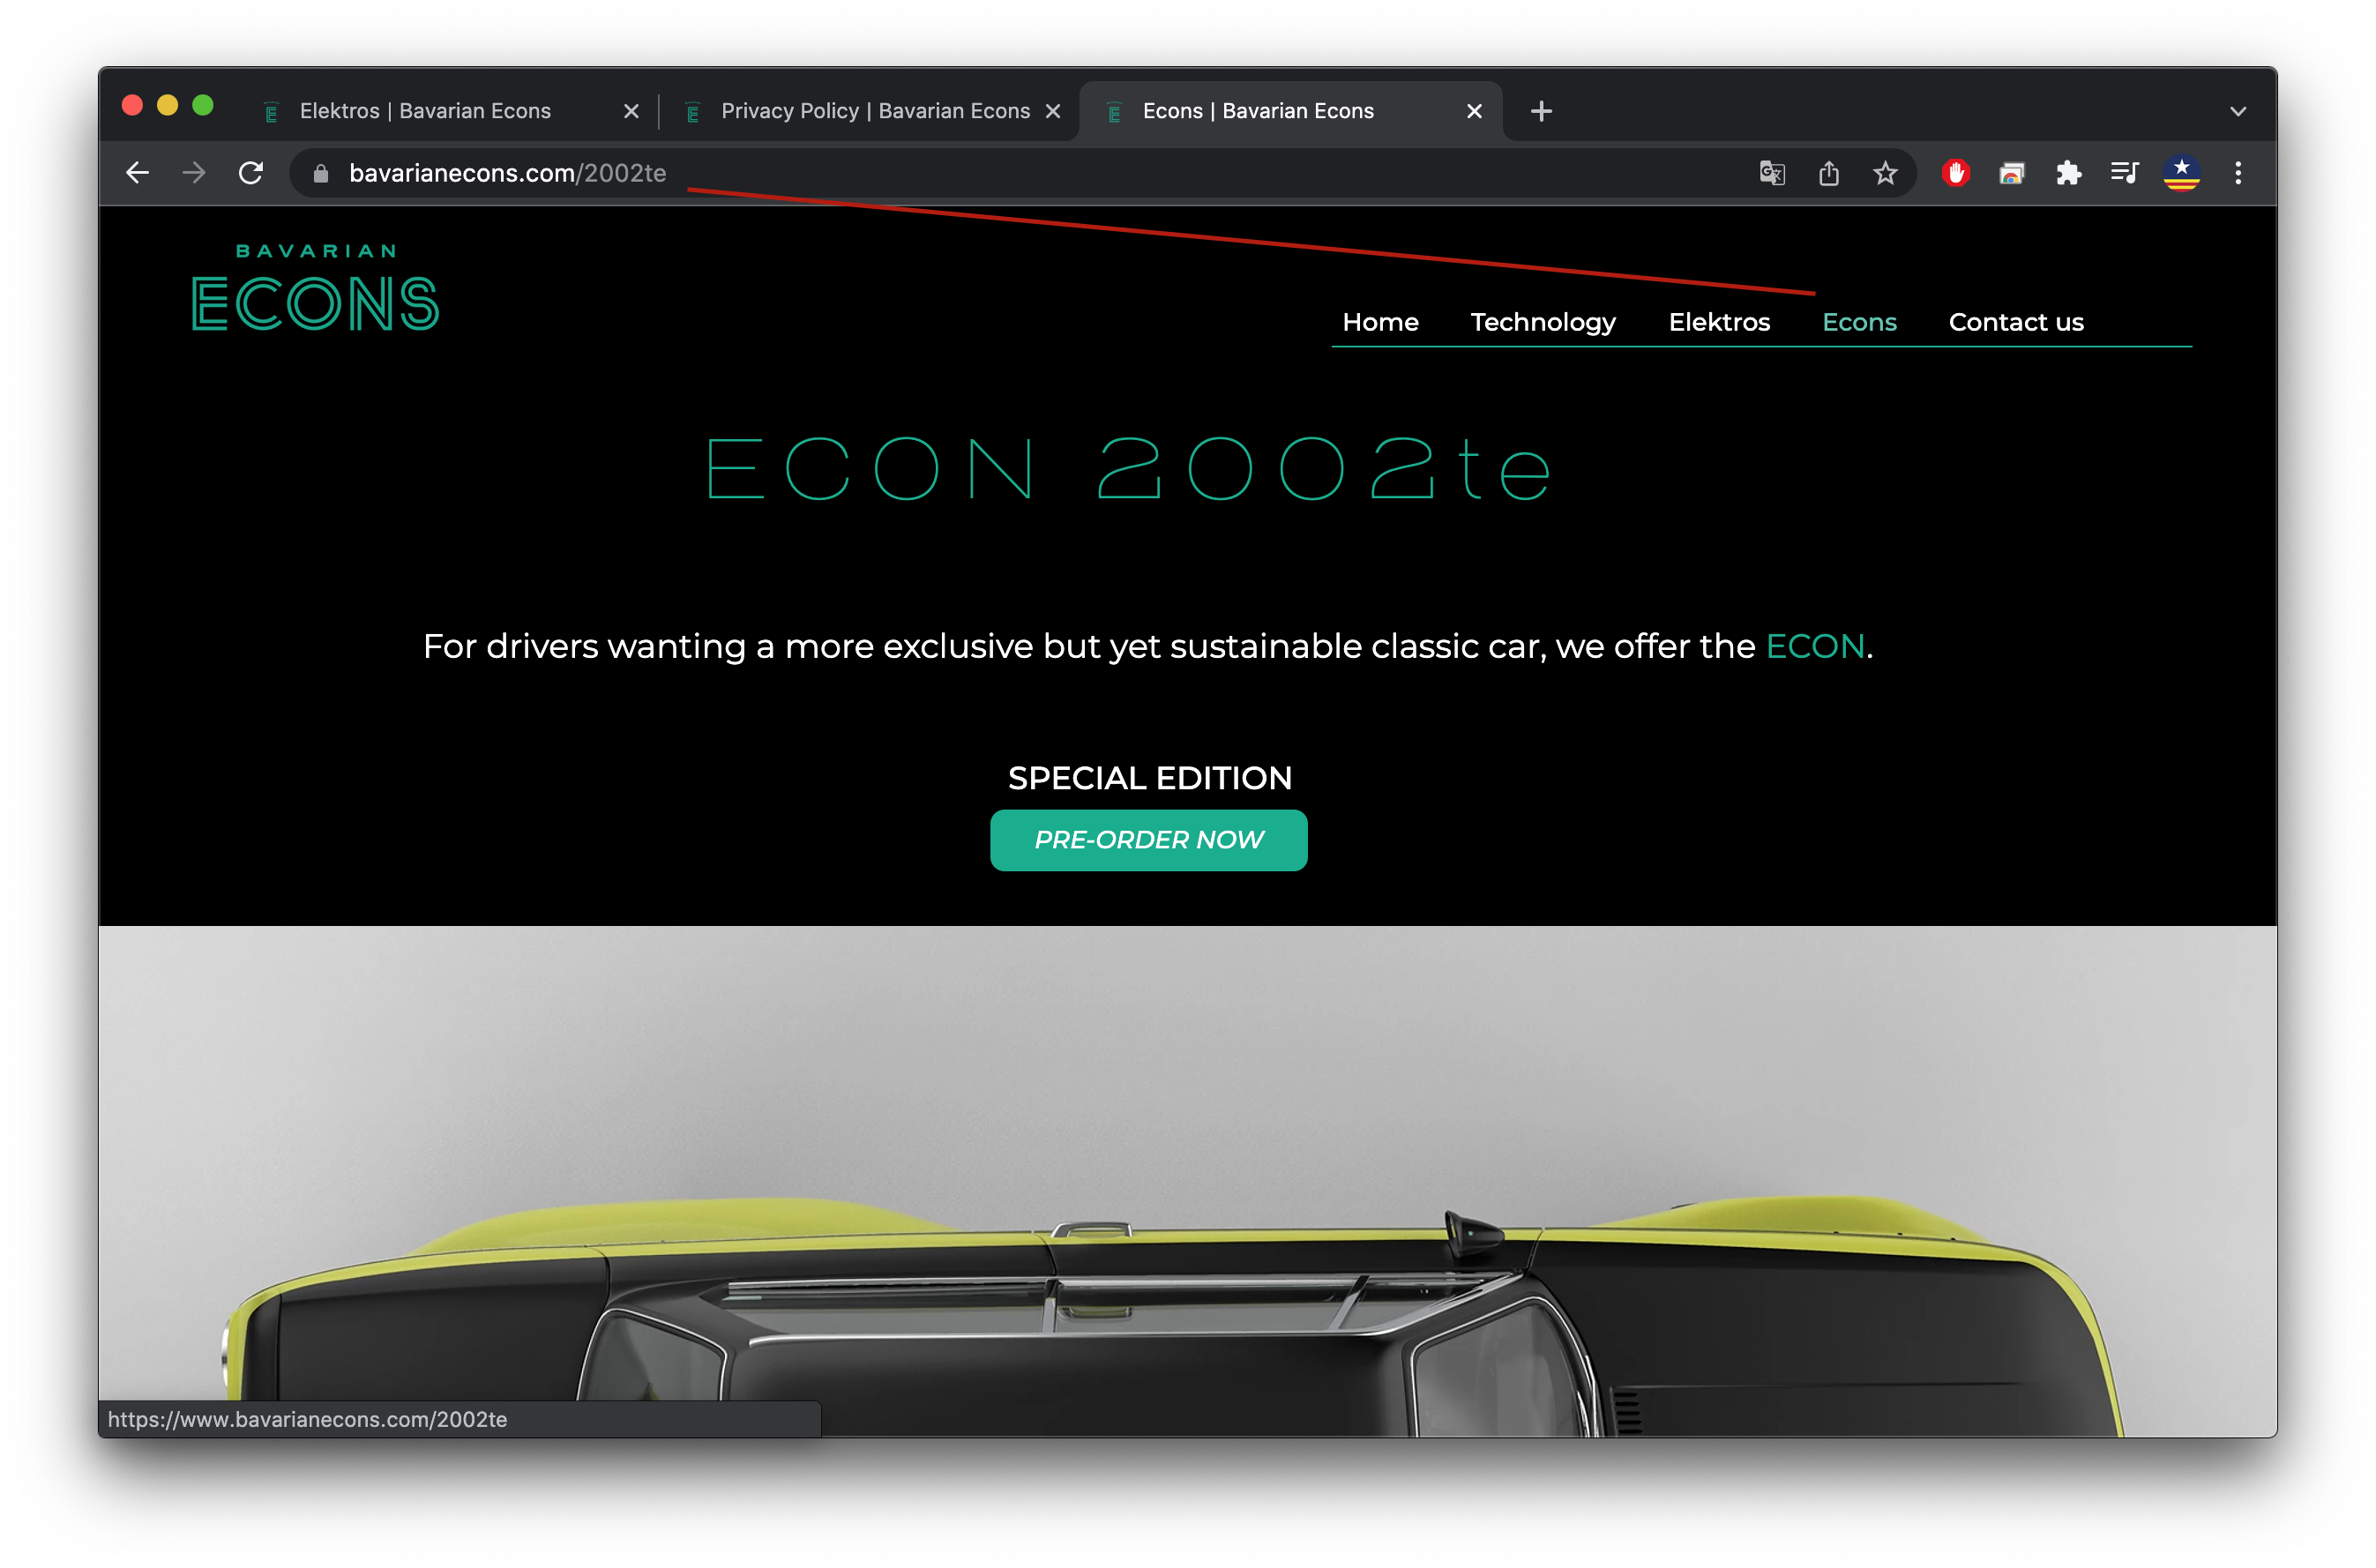 Elektros | Bavarian Econs
Privacy Policy | Bavarian Econs
Econs | Bavarian Econs
bavarianecons.com/2002te
BAVARIAN
ECONS
Home Technology Elektros Econs Contact us
ECON 2002te
For drivers wanting a more exclusive but yet sustainable classic car, we offer the ECON.
SPECIAL EDITION
PRE-ORDER NOW
https://www.bavarianecons.com/2002te